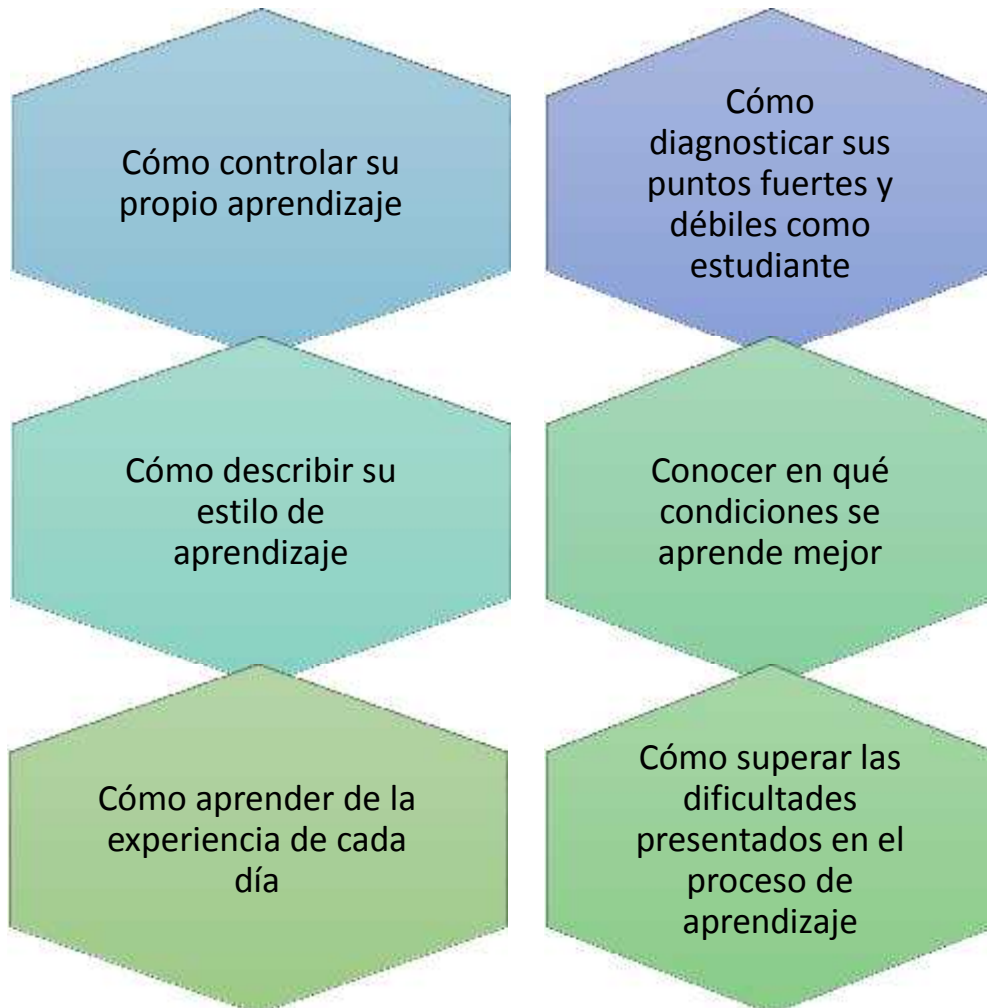 Cómo controlar su
propio aprendizaje
Cómo
diagnosticar sus
puntos fuertes y
débiles como
estudiante
Cómo describir su
estilo de
aprendizaje
Conocer en qué
condiciones se
aprende mejor
Cómo aprender de la
experiencia de cada
día
Cómo superar las
dificultades
presentados en el
proceso de
aprendizaje